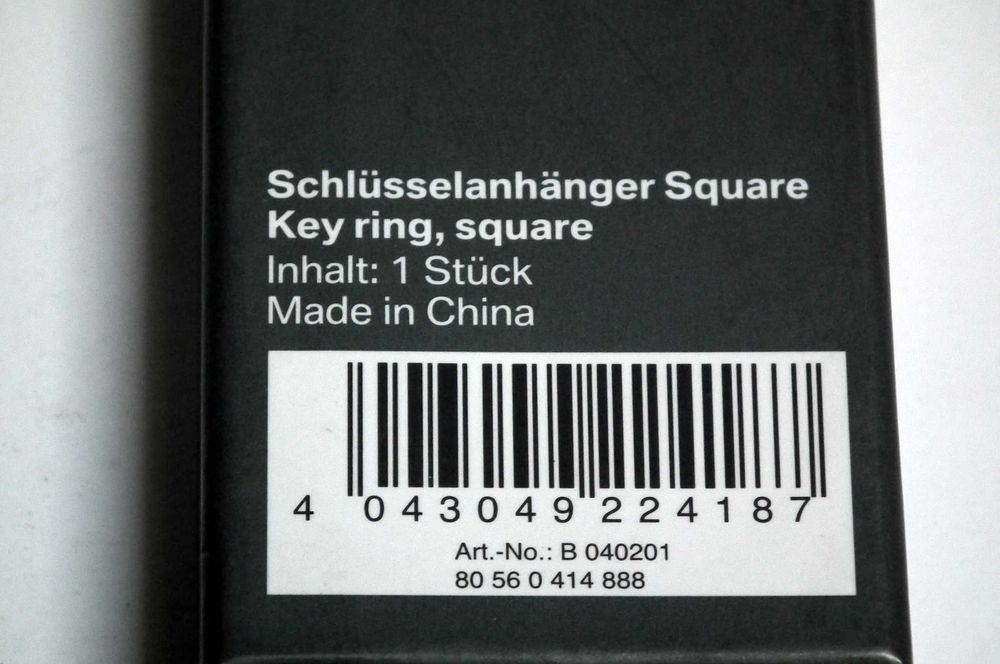 Schlüsselanhänger Square
Key ring, square
Inhalt: 1 Stück
Made in China
4 043049 224187
Art.-No.: B 040201
80 56 0 414 888